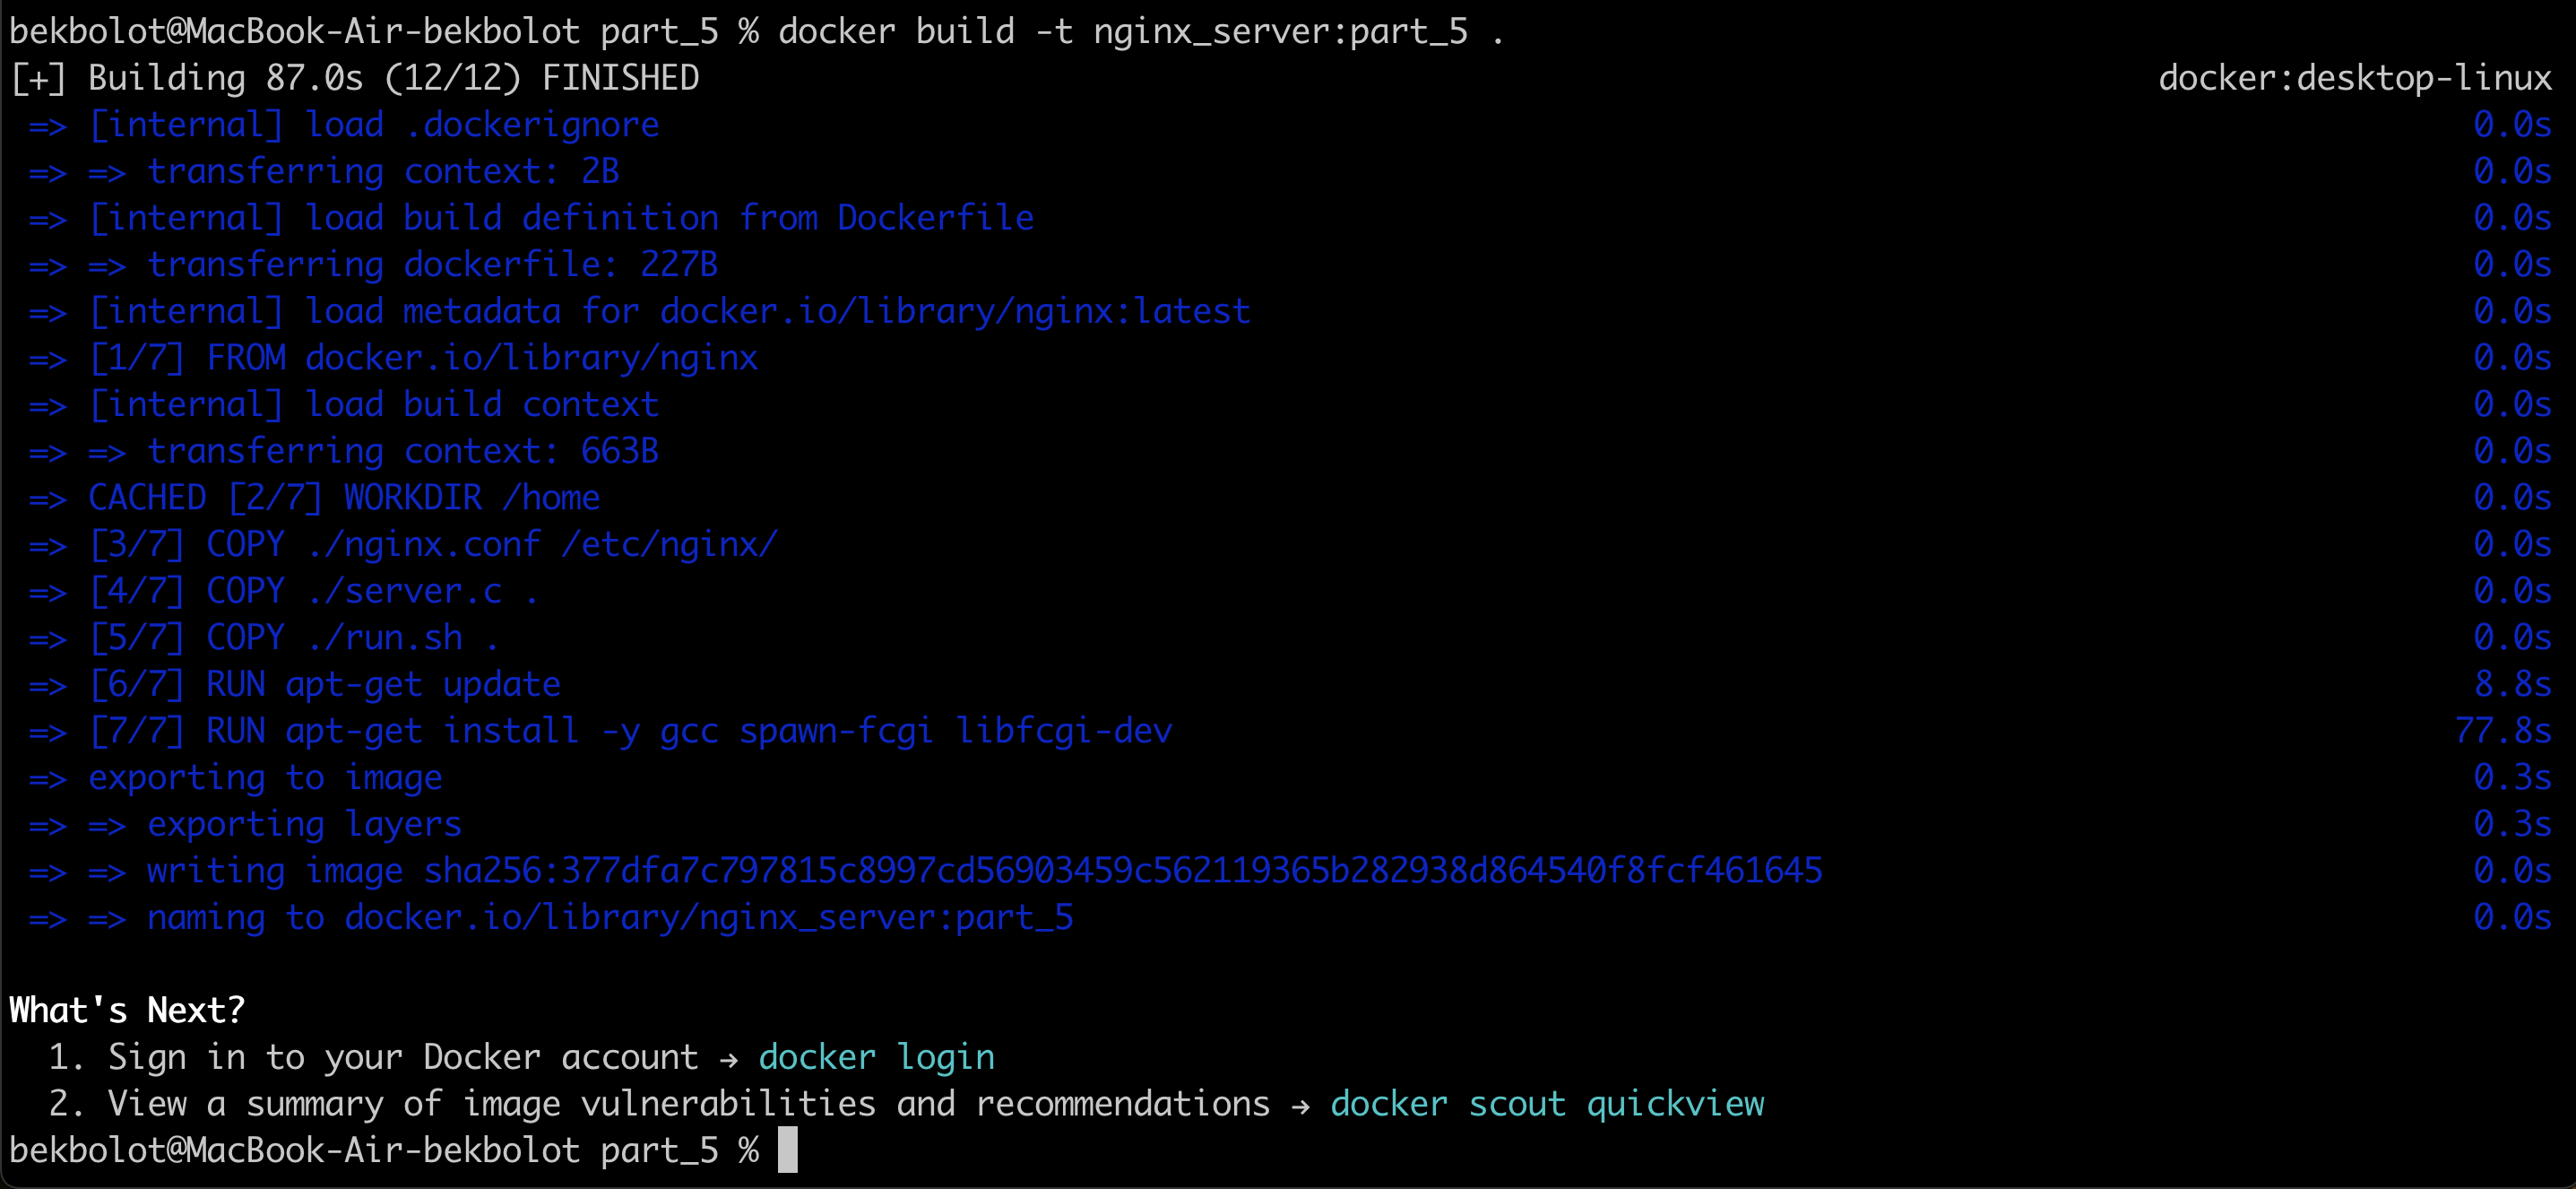 bekbolot@MacBook-Air-bekbolot part_5 % docker build -t nginx_server:part_5 .
[+] Building 87.0s (12/12) FINISHED docker:desktop-linux
=> [internal] load .dockerignore 0.0s
=> => transferring context: 2B 0.0s
=> [internal] load build definition from Dockerfile 0.0s
=> => transferring dockerfile: 227B 0.0s
=> [internal] load metadata for docker.io/library/nginx:latest 0.0s
=> [1/7] FROM docker.io/library/nginx 0.0s
=> [internal] load build context 0.0s
=> => transferring context: 663B 0.0s
=> CACHED [2/7] WORKDIR /home 0.0s
=> [3/7] COPY ./nginx.conf /etc/nginx/ 0.0s
=> [4/7] COPY ./server.c . 0.0s
=> [5/7] COPY ./run.sh . 0.0s
=> [6/7] RUN apt-get update 8.8s
=> [7/7] RUN apt-get install -y gcc spawn-fcgi libfcgi-dev 77.8s
=> exporting to image 0.3s
=> => exporting layers 0.3s
=> => writing image sha256:377dfa7c797815c8997cd56903459c562119365b282938d864540f8fcf461645 0.0s
=> => naming to docker.io/library/nginx_server:part_5 0.0s
What's Next?
1. Sign in to your Docker account → docker login
2. View a summary of image vulnerabilities and recommendations → docker scout quickview
bekbolot@MacBook-Air-bekbolot part_5 %